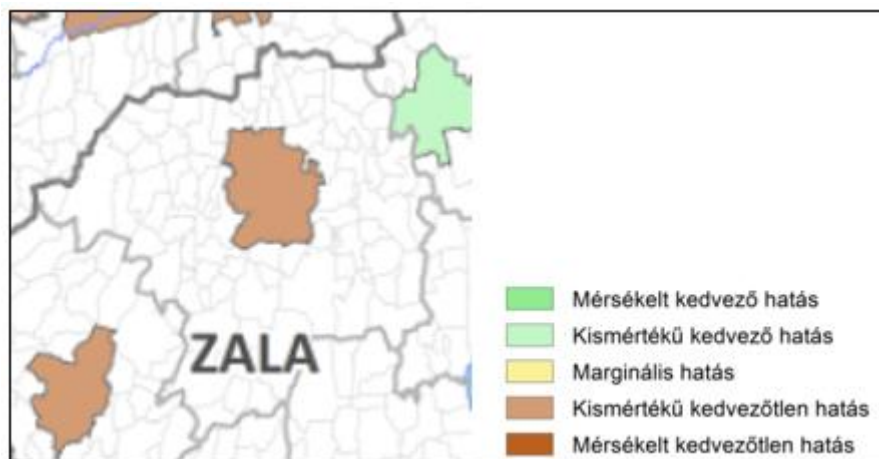 ZALA
Mérsékelt kedvező hatás
Kismértékű kedvező hatás
Marginális hatás
Kismértékű kedvezőtlen hatás
Mérsékelt kedvezőtlen hatás